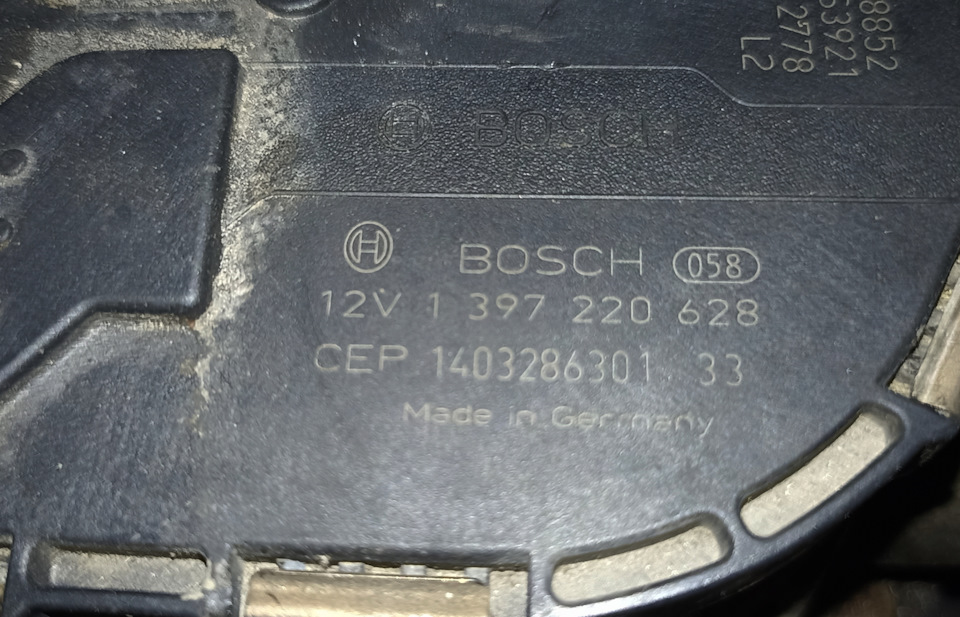 8852
53921
2778
L2
BOSCH
BOSCH 058
12V 1 397 220 628
CEP 1403286301 33
Made in Germany